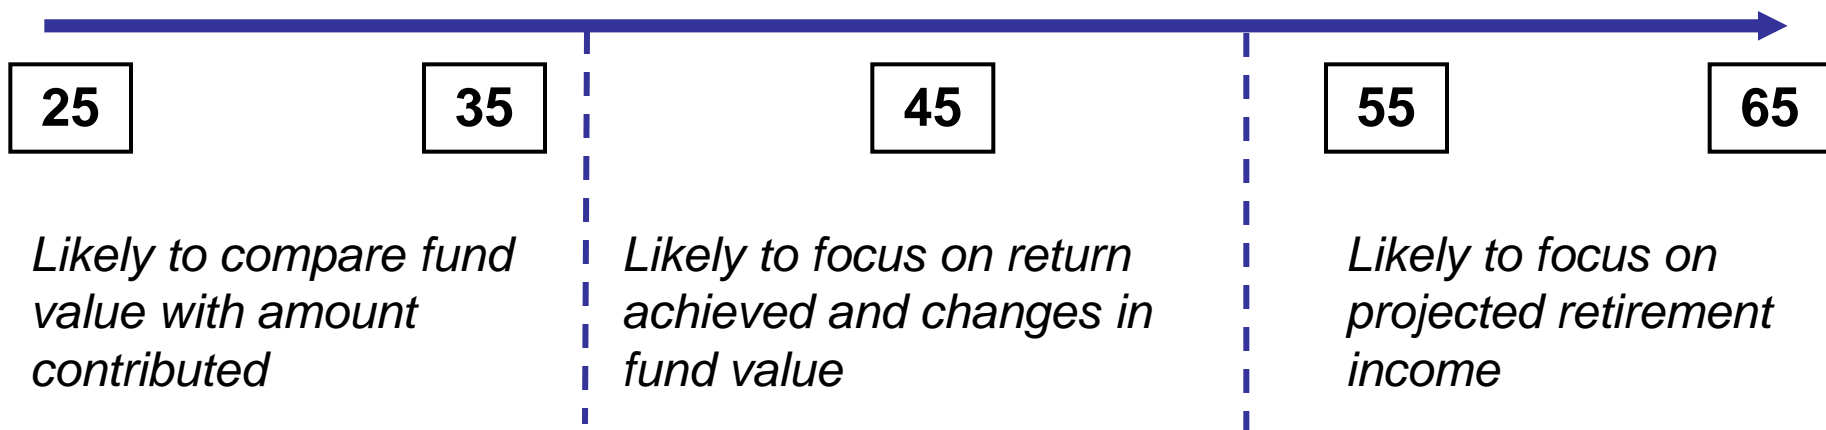 25 35 45 55 65
Likely to compare fund
value with amount
contributed
Likely to focus on return
achieved and changes in
fund value
Likely to focus on
projected retirement
income